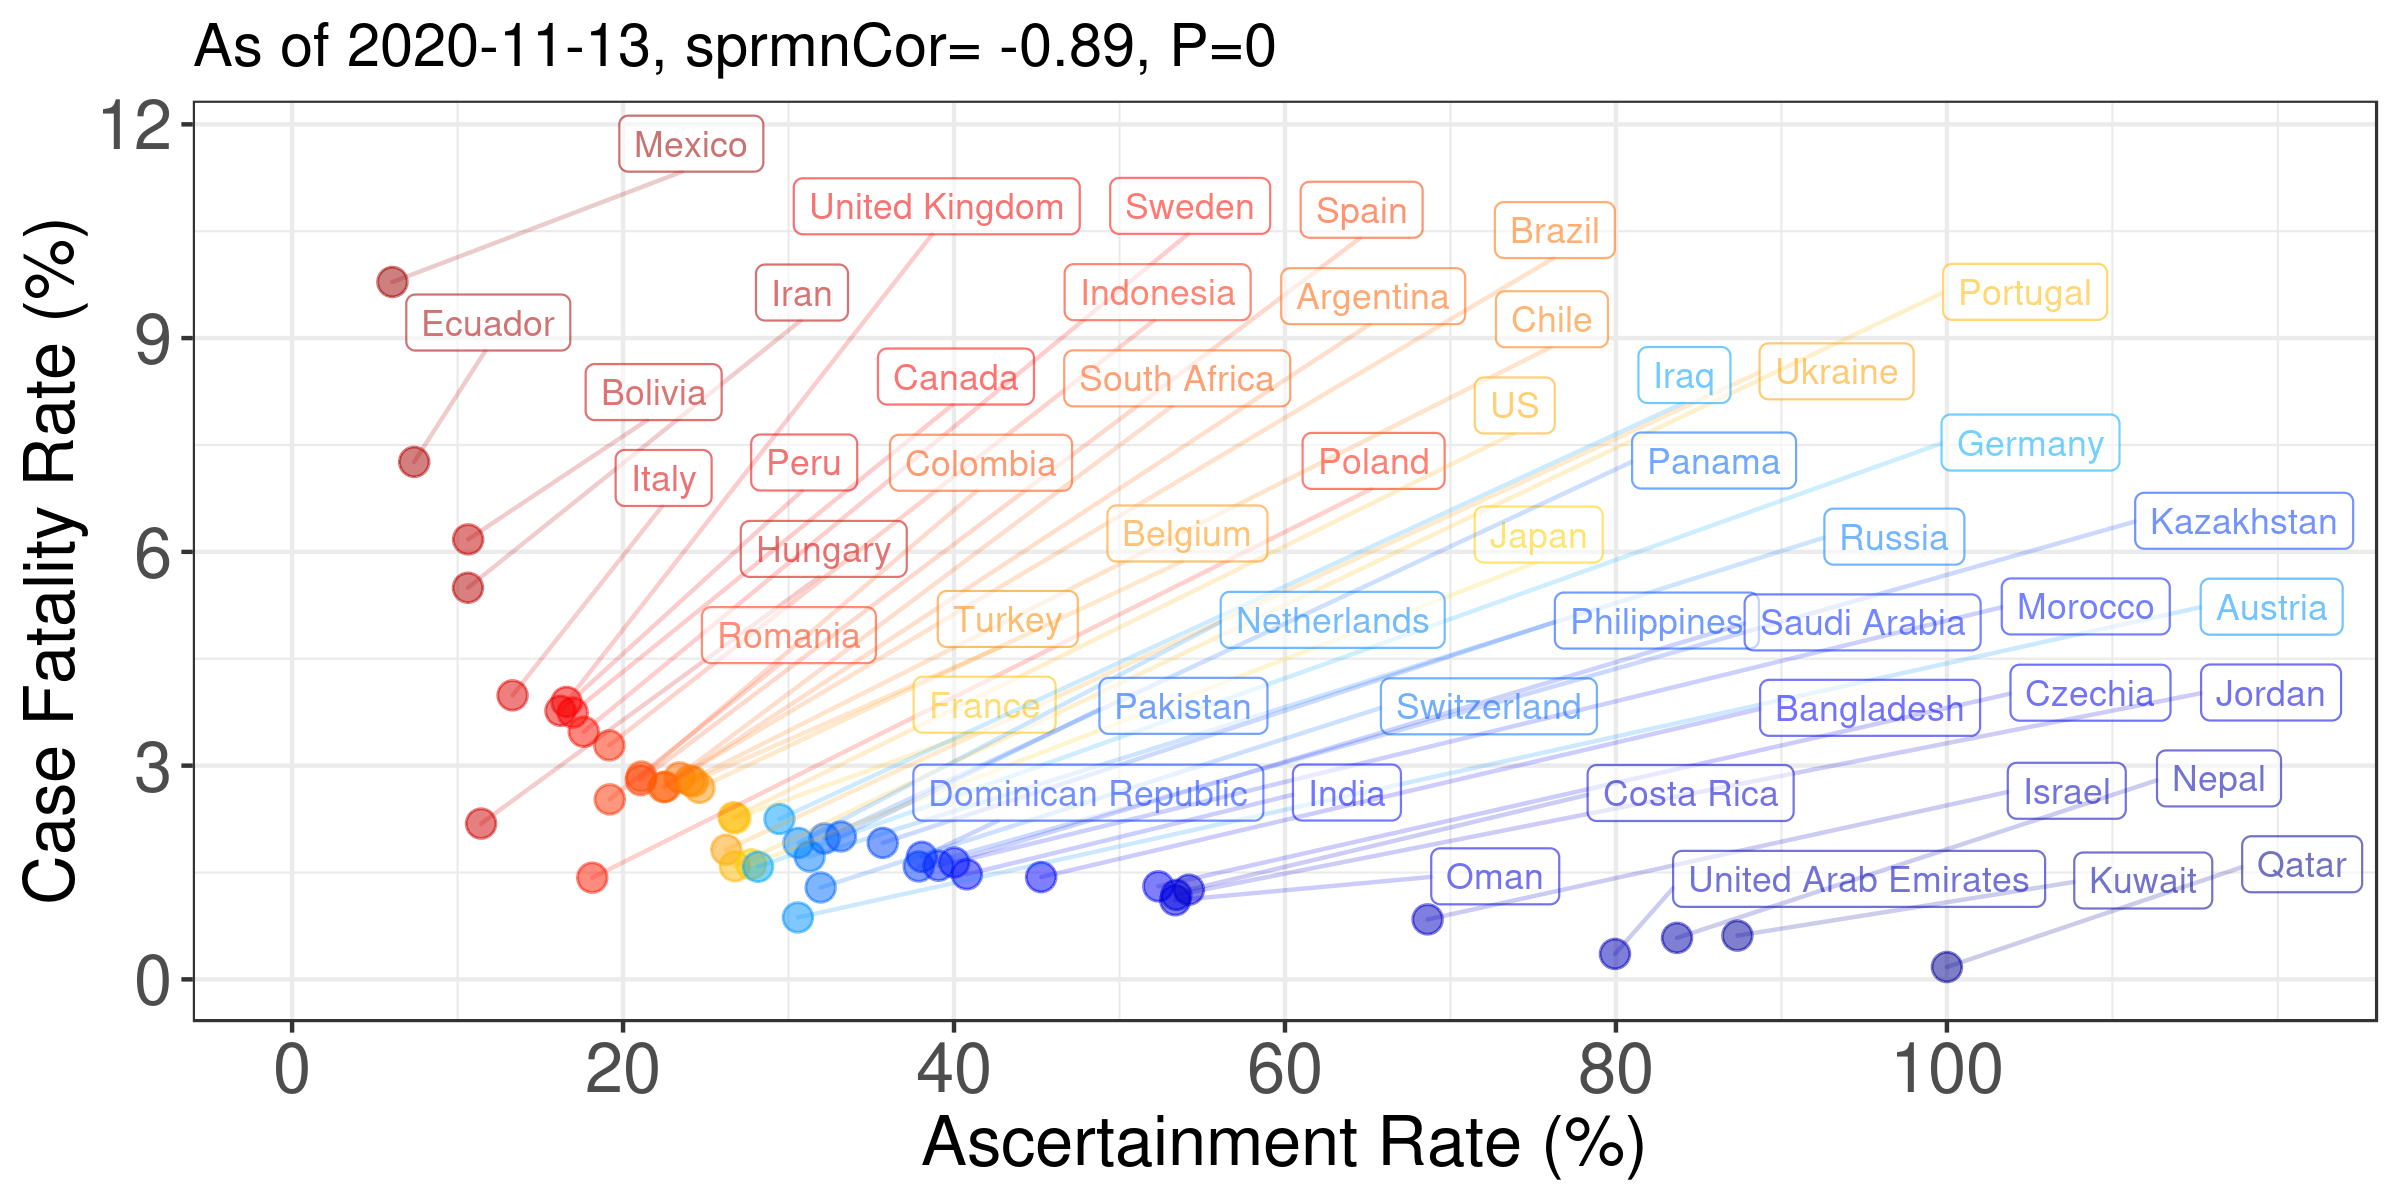 As of 2020-11-13, sprmnCor= -0.89, P=0
Case Fatality Rate (%)
12
9
6
3
0
Mexico
United Kingdom
Sweden
Spain
Brazil
Iran
Indonesia
Argentina
Portugal
Ecuador
Chile
Bolivia
Canada
South Africa
Iraq
Ukraine
US
Germany
Italy
Peru
Colombia
Poland
Panama
Kazakhstan
Hungary
Belgium
Japan
Russia
Romania
Turkey
Netherlands
Philippines
Saudi Arabia
Morocco
Austria
France
Pakistan
Switzerland
Bangladesh
Czechia
Jordan
Dominican Republic
India
Costa Rica
Israel
Nepal
Oman
United Arab Emirates
Kuwait
Qatar
0
20
40
60
80
100
Ascertainment Rate (%)